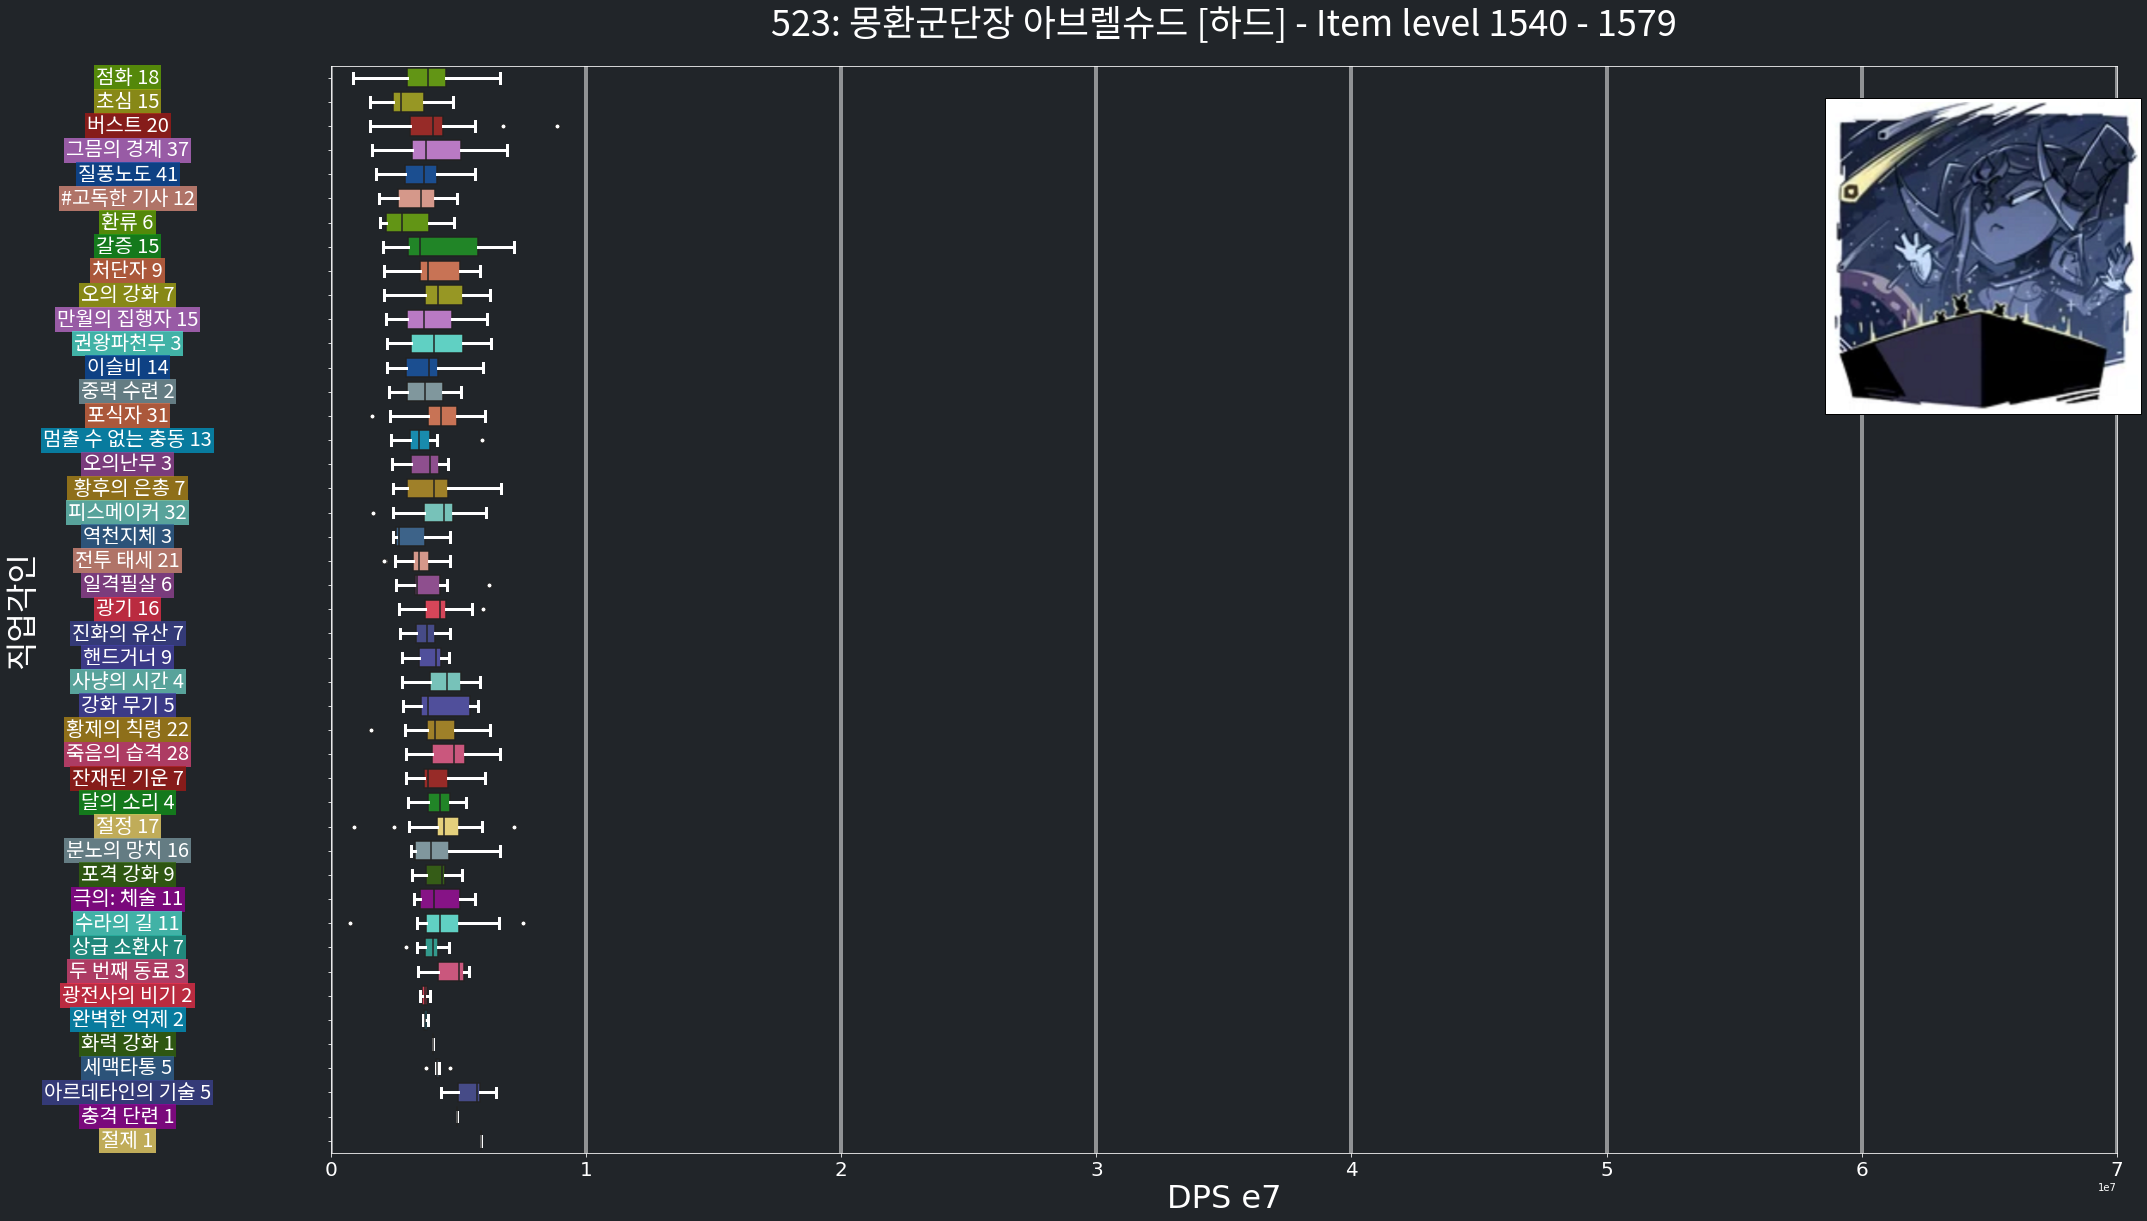 523: 몽환군단장 아브렐슈드 [하드] - Item level 1540 - 1579
직업각인
점화 18
초심 15
버스트 20
그믐의 경계 37
질풍노도 41
#고독한 기사 12
환류 6
갈증 15
처단자 9
오의 강화 7
만월의 집행자 15
권왕파천무 3
이슬비 14
중력 수련 2
포식자 31
멈출 수 없는 충동 13
오의난무 3
황후의 은총 7
피스메이커 32
역천지체 3
전투 태세 21
일격필살 6
광기 16
진화의 유산 7
핸드거너 9
사냥의 시간 4
강화 무기 5
황제의 칙령 22
죽음의 습격 28
잔재된 기운 7
달의 소리 4
절정 17
분노의 망치 16
포격 강화 9
극의: 체술 11
수라의 길 11
상급 소환사 7
두 번째 동료 3
광전사의 비기 2
완벽한 억제 2
화력 강화 1
세맥타통 5
아르데타인의 기술 5
충격 단련 1
절제 1
0 1 2 3 4 5 6 7
1e7
DPS e7